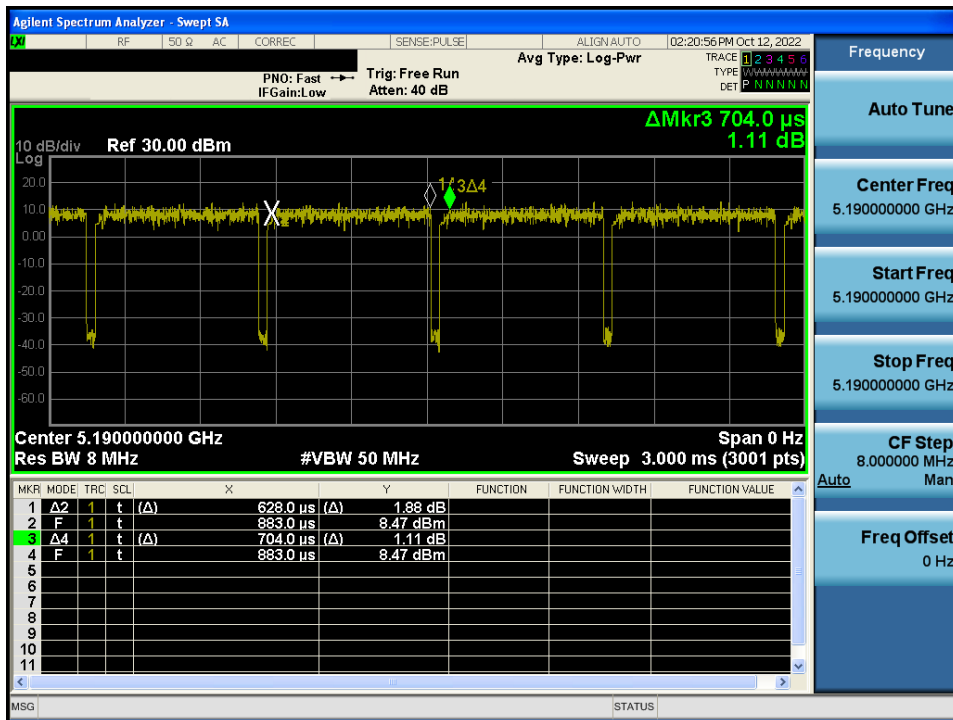 Agilent Spectrum Analyzer - Swept SA
LXI RF 50 Ω AC CORREC SENSE:PULSE ALIGN AUTO 02:20:56 PM Oct 12, 2022
PNO: Fast Trig: Free Run Avg Type: Log-Pwr TRACE 1 2 3 4 5 6
IFGain:Low Atten: 40 dB TYPE WWWWWWW
DET P N N N N N
ΔMkr3 704.0 µs
1.11 dB
10 dB/div Ref 30.00 dBm
Log
20.0
10.0
0.00
-10.0
-20.0
-30.0
-40.0
-50.0
-60.0
3Δ4
Center 5.190000000 GHz Span 0 Hz
Res BW 8 MHz #VBW 50 MHz Sweep 3.000 ms (3001 pts)
MKR MODE TRC SCL X Y FUNCTION FUNCTION WIDTH FUNCTION VALUE
1 Δ2 1 t (Δ) 628.0 µs (Δ) 1.88 dB
2 F 1 t 883.0 µs 8.47 dBm
3 Δ4 1 t (Δ) 704.0 µs (Δ) 1.11 dB
4 F 1 t 883.0 µs 8.47 dBm
5
6
7
8
9
10
11
MSG STATUS
Frequency
Auto Tune
Center Freq
5.190000000 GHz
Start Freq
5.190000000 GHz
Stop Freq
5.190000000 GHz
CF Step
8.000000 MHz
Auto Man
Freq Offset
0 Hz